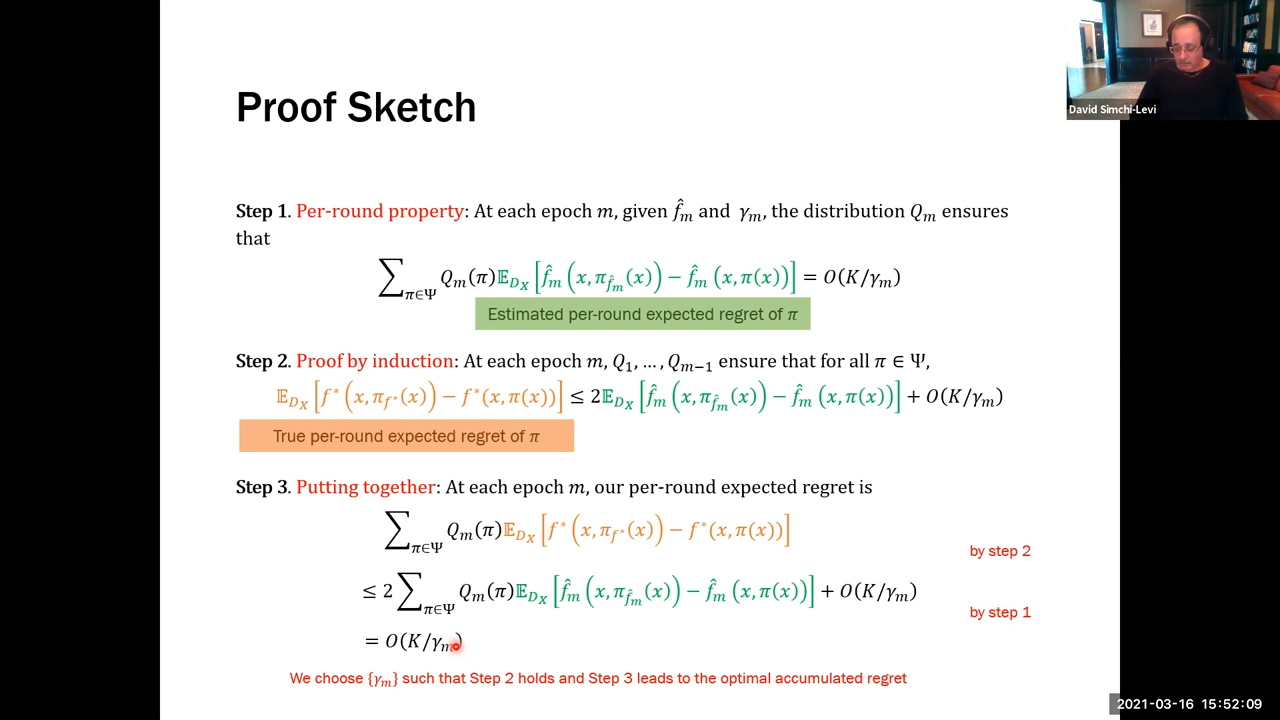 David Simchi-Levi
Proof Sketch
Step 1. Per-round property: At each epoch m, given f̂_m and γ_m, the distribution Q_m ensures
that
∑_{π∈Ψ} Q_m(π)𝔼_{D_X}[f̂_m(x, π_{f̂_m}(x)) − f̂_m(x, π(x))] = O(K/γ_m)
Estimated per-round expected regret of π
Step 2. Proof by induction: At each epoch m, Q_1, …, Q_{m−1} ensure that for all π ∈ Ψ,
𝔼_{D_X}[f*(x, π_{f*}(x)) − f*(x, π(x))] ≤ 2𝔼_{D_X}[f̂_m(x, π_{f̂_m}(x)) − f̂_m(x, π(x))] + O(K/γ_m)
True per-round expected regret of π
Step 3. Putting together: At each epoch m, our per-round expected regret is
∑_{π∈Ψ} Q_m(π)𝔼_{D_X}[f*(x, π_{f*}(x)) − f*(x, π(x))]
by step 2
≤ 2 ∑_{π∈Ψ} Q_m(π)𝔼_{D_X}[f̂_m(x, π_{f̂_m}(x)) − f̂_m(x, π(x))] + O(K/γ_m)
by step 1
= O(K/γ_m)
We choose {γ_m} such that Step 2 holds and Step 3 leads to the optimal accumulated regret
2021-03-16 15:52:09